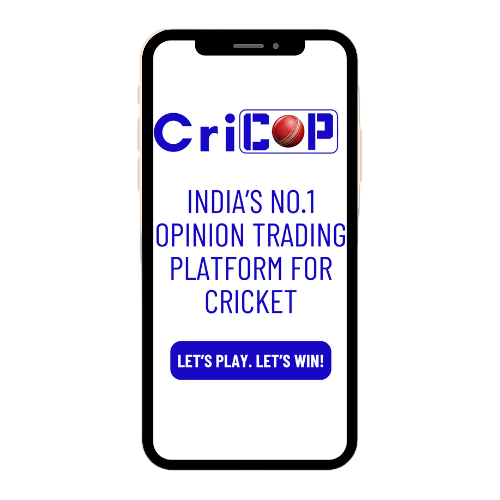 CriCOP
INDIA'S NO.1
OPINION TRADING
PLATFORM FOR
CRICKET
LET'S PLAY. LET'S WIN!